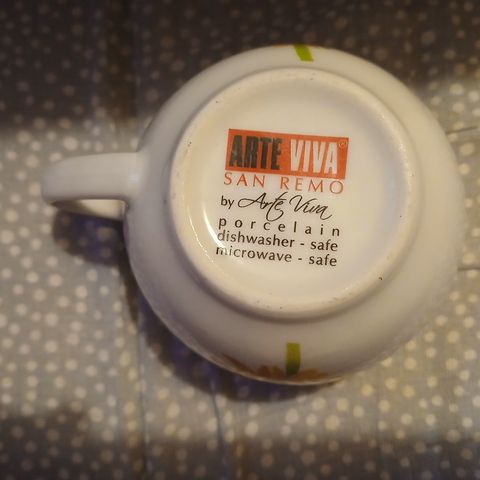 ARTE VIVA®
SAN REMO
by Arte Viva
porcelain
dishwasher - safe
microwave - safe